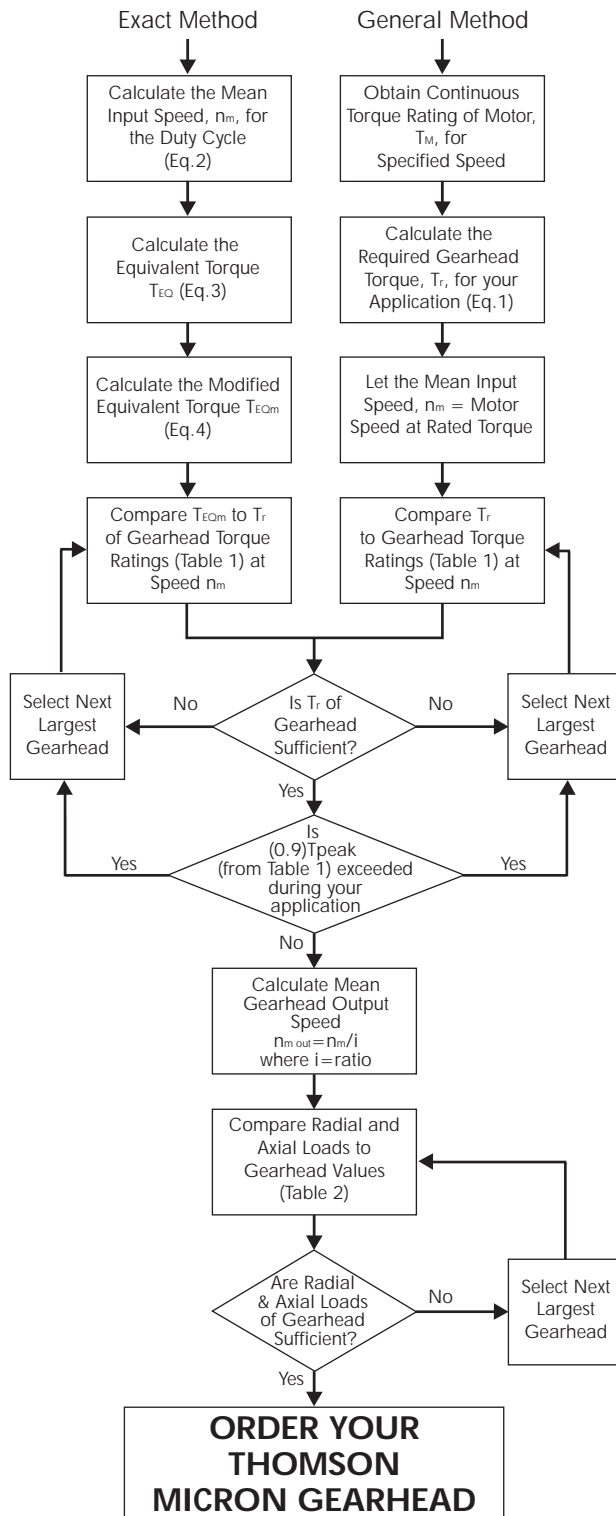 Exact Method
General Method
Calculate the Mean
Input Speed, nm, for
the Duty Cycle
(Eq.2)
Obtain Continuous
Torque Rating of Motor,
TM, for
Specified Speed
Calculate the
Equivalent Torque
TEQ (Eq.3)
Calculate the
Required Gearhead
Torque, Tr, for your
Application (Eq.1)
Calculate the Modified
Equivalent Torque TEQm
(Eq.4)
Let the Mean Input
Speed, nm = Motor
Speed at Rated Torque
Compare TEQm to Tr
of Gearhead Torque
Ratings (Table 1) at
Speed nm
Compare Tr
to Gearhead Torque
Ratings (Table 1) at
Speed nm
Select Next
Largest
Gearhead
No
Is Tr of
Gearhead
Sufficient?
No
Select Next
Largest
Gearhead
Yes
Yes
Is
(0.9)Tpeak
(from Table 1) exceeded
during your
application
Yes
No
Calculate Mean
Gearhead Output
Speed
nm out=nm/i
where i=ratio
Compare Radial and
Axial Loads to
Gearhead Values
(Table 2)
Are Radial
& Axial Loads
of Gearhead
Sufficient?
No
Select Next
Largest
Gearhead
Yes
ORDER YOUR
THOMSON
MICRON GEARHEAD